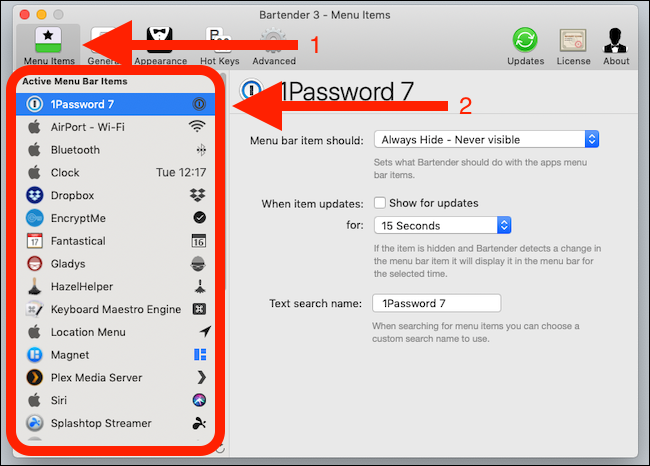 Bartender 3 - Menu Items
Menu Items
General
Appearance
Hot Keys
Advanced
Updates
License
About
1
Active Menu Bar Items
1Password 7
AirPort - Wi-Fi
Bluetooth
Clock Tue 12:17
Dropbox
EncryptMe
17 Fantastical 16
Gladys
HazelHelper
Keyboard Maestro Engine
Location Menu
Magnet
Plex Media Server
Siri
Splashtop Streamer
1Password 7
2
Menu bar item should: Always Hide - Never visible
Sets what Bartender should do with the apps menu
bar items.
When item updates: Show for updates
for: 15 Seconds
If the item is hidden and Bartender detects a change in
the menu bar item it will display it in the menu bar for
the selected time.
Text search name: 1Password 7
When searching for menu items you can choose a
custom search name to use.